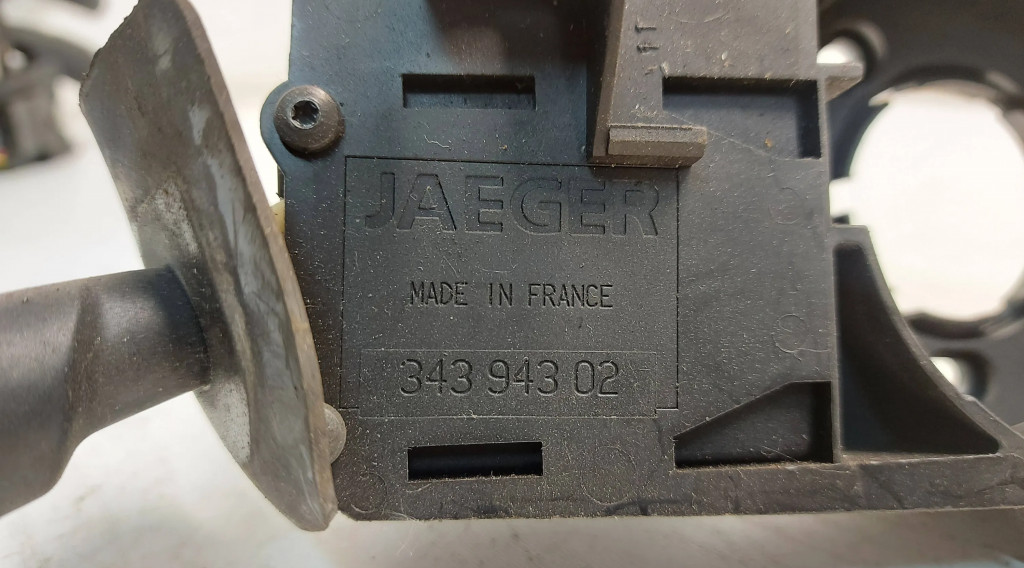 JAEGER
MADE IN FRANCE
343 943 02